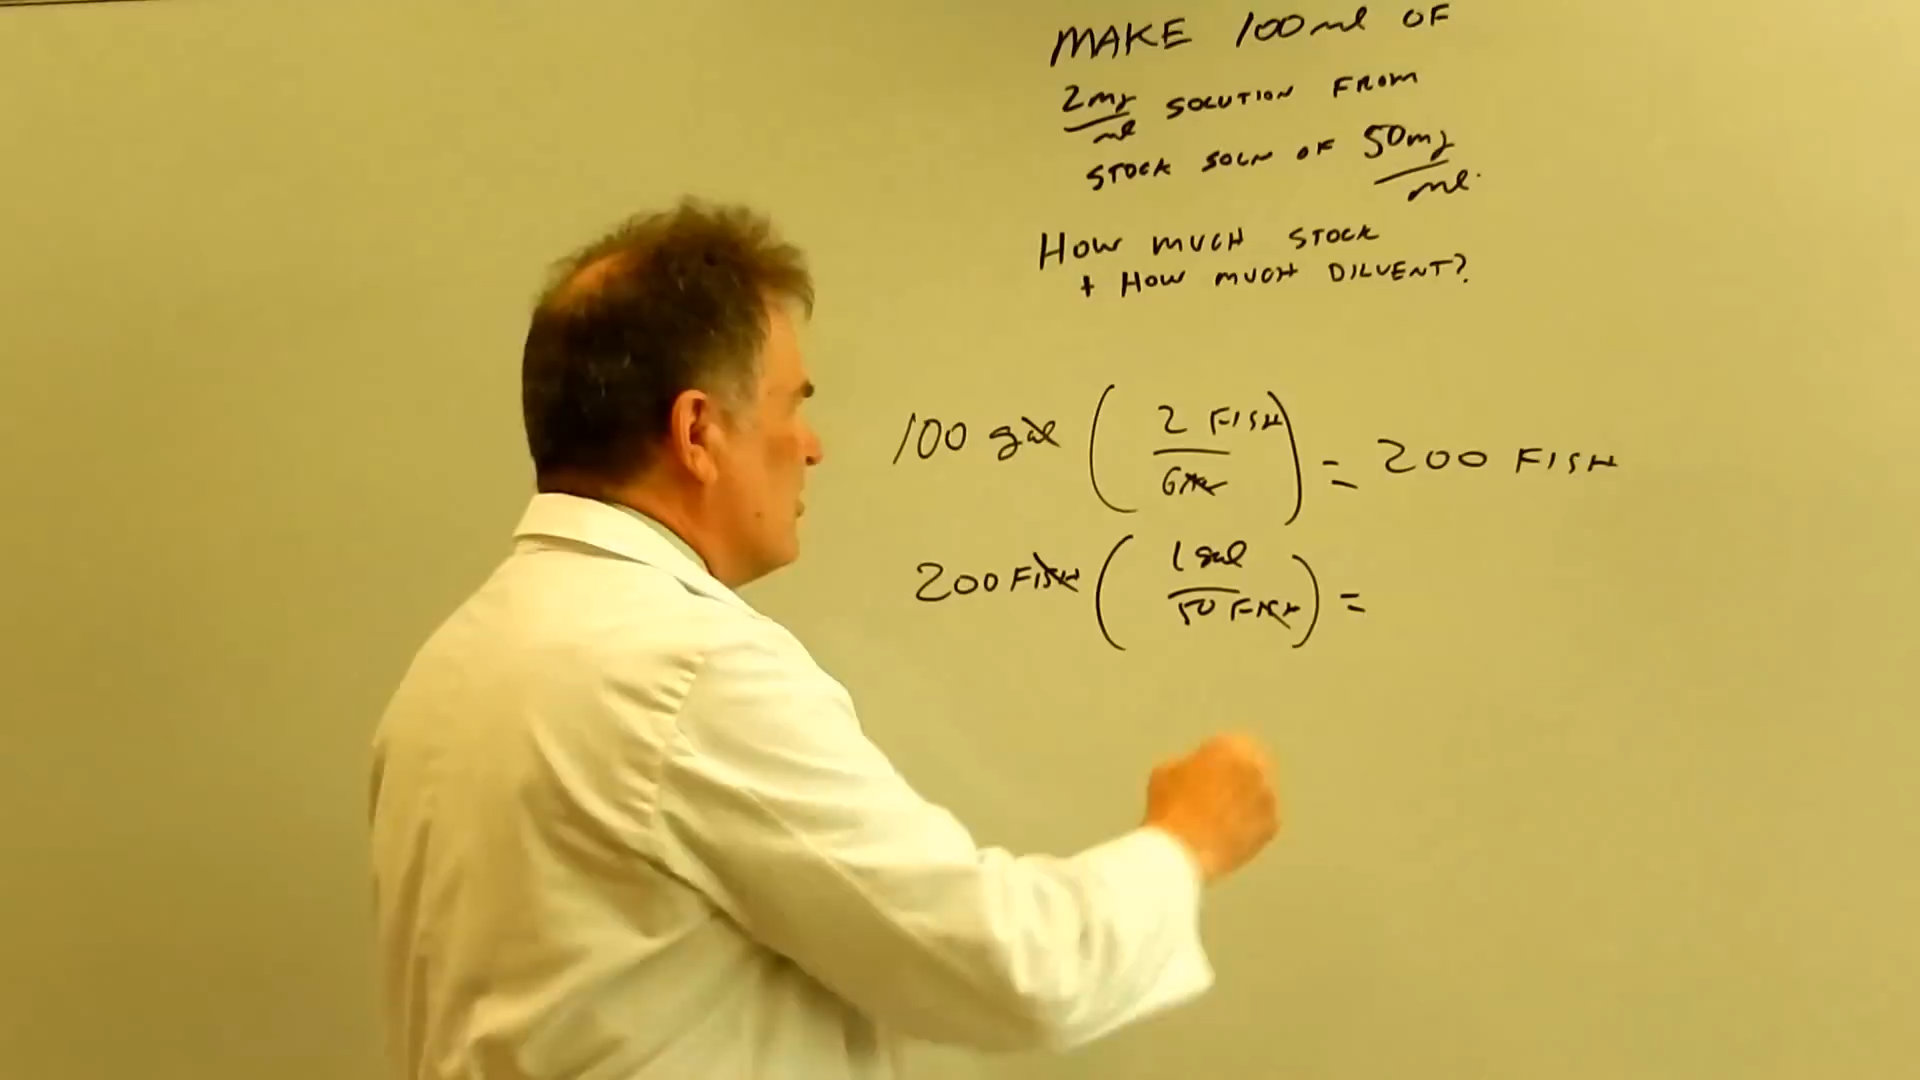 MAKE 100ml OF
2mg/ml SOLUTION FROM
STOCK SOLN OF 50mg/ml.
HOW MUCH STOCK
+ HOW MUCH DILUENT?
100 gal ( 2 FISH / GAL ) = 200 FISH
200 FISH ( 1 gal / 50 FISH ) =